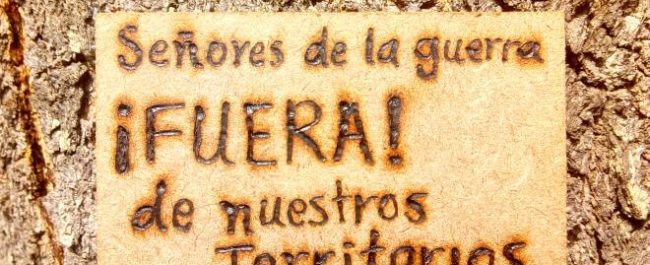 Señores de la guerra
¡FUERA!
de nuestros
Territorios